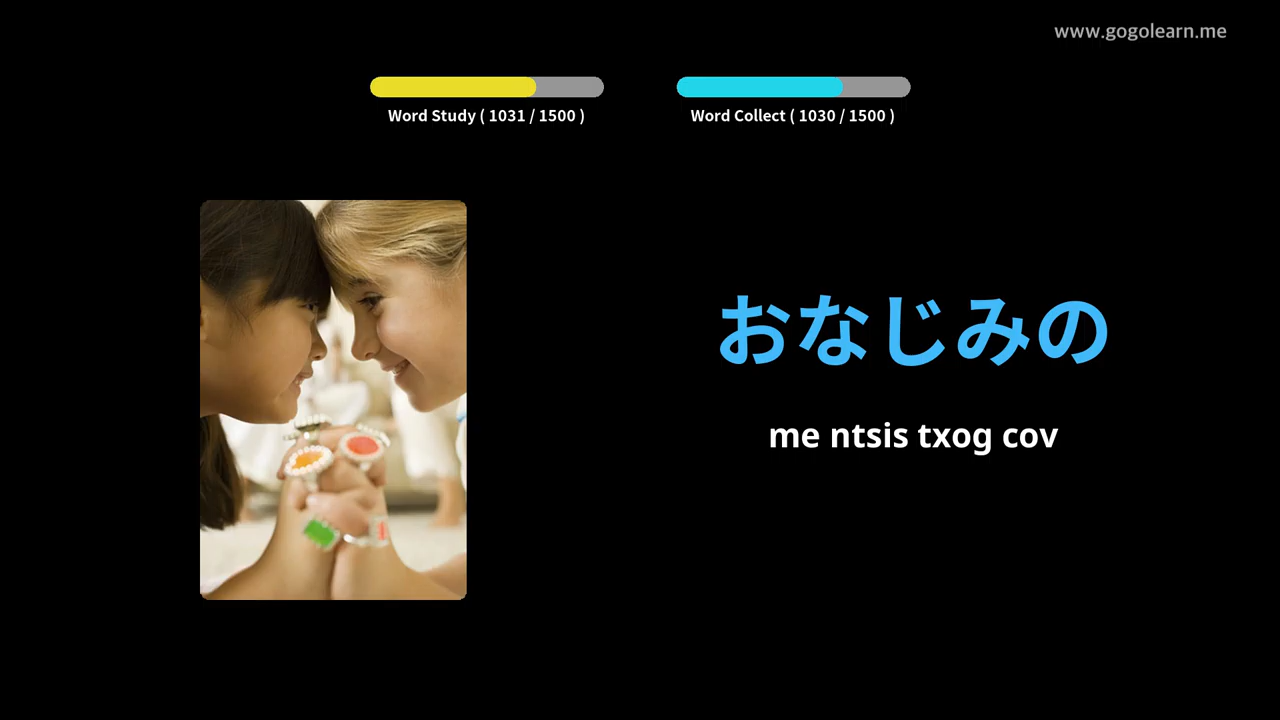 www.gogolearn.me
Word Study ( 1031 / 1500 )
Word Collect ( 1030 / 1500 )
おなじみの
me ntsis txog cov